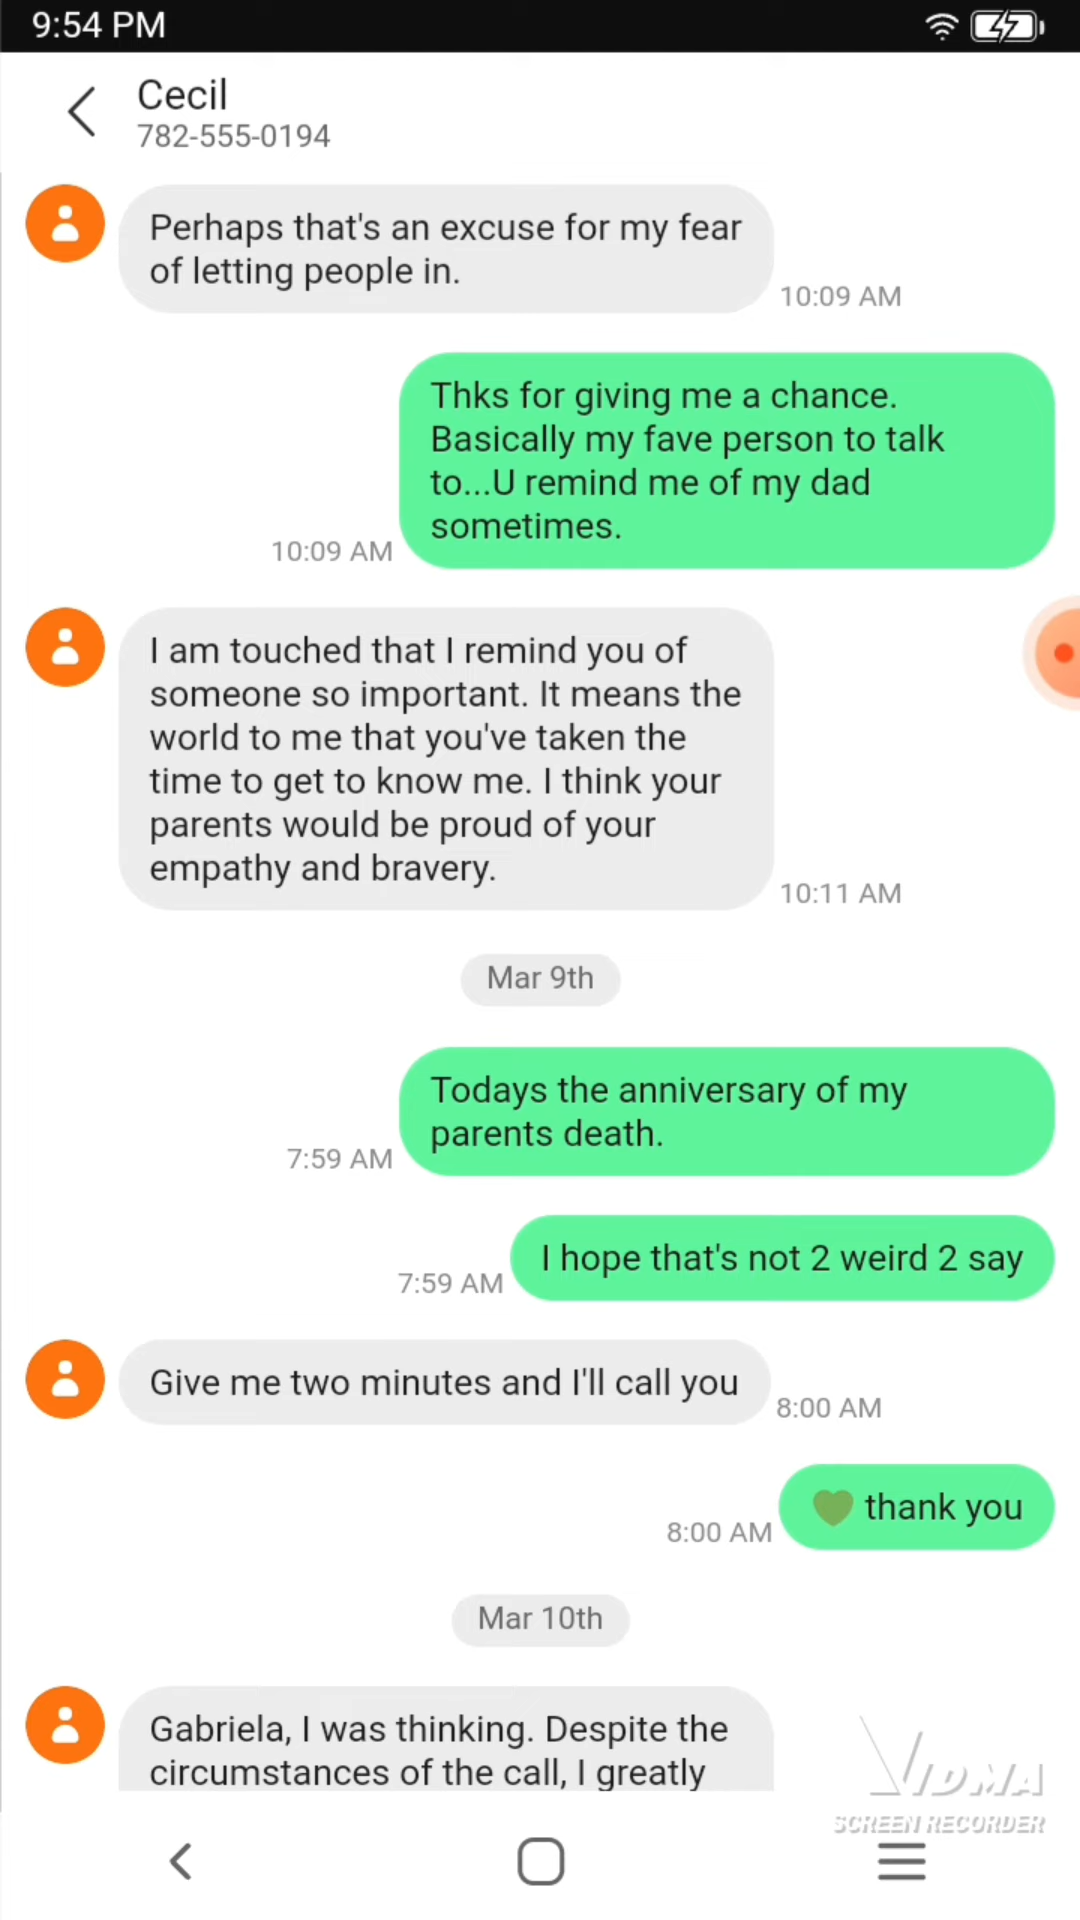 9:54 PM
Cecil
782-555-0194
Perhaps that's an excuse for my fear
of letting people in.
10:09 AM
Thks for giving me a chance.
Basically my fave person to talk
to...U remind me of my dad
sometimes.
10:09 AM
I am touched that I remind you of
someone so important. It means the
world to me that you've taken the
time to get to know me. I think your
parents would be proud of your
empathy and bravery.
10:11 AM
Mar 9th
Todays the anniversary of my
parents death.
7:59 AM
I hope that's not 2 weird 2 say
7:59 AM
Give me two minutes and I'll call you
8:00 AM
💚 thank you
8:00 AM
Mar 10th
Gabriela, I was thinking. Despite the
circumstances of the call, I greatly
VIDMA
SCREEN RECORDER